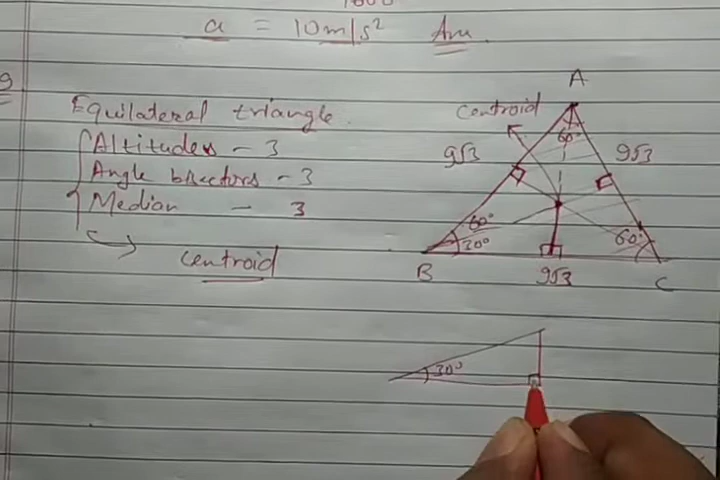 a = 10m/s² Ans.
9
Equilateral triangle.
Altitudes - 3
Angle bisectors - 3
Median - 3
centroid
A
centroid
60°
9√3
9√3
60°
30°
60°
B
9√3
C
30°